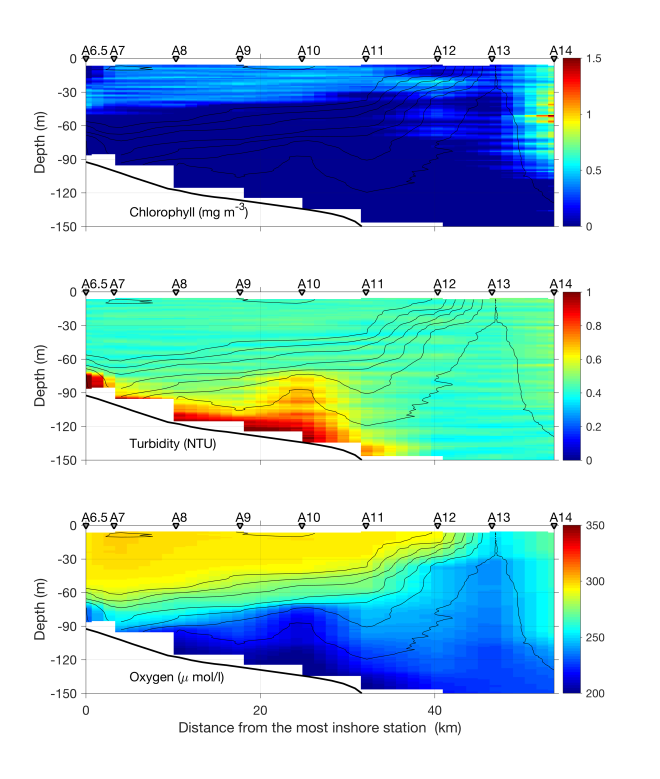 A6.5 A7 A8 A9 A10 A11 A12 A13 A14
0
-30
-60
-90
-120
-150
Depth (m)
Chlorophyll (mg m-3)
1.5
1
0.5
0
A6.5 A7 A8 A9 A10 A11 A12 A13 A14
0
-30
-60
-90
-120
-150
Depth (m)
Turbidity (NTU)
1
0.8
0.6
0.4
0.2
0
A6.5 A7 A8 A9 A10 A11 A12 A13 A14
0
-30
-60
-90
-120
-150
Depth (m)
Oxygen (μ mol/l)
350
300
250
200
0 20 40
Distance from the most inshore station (km)